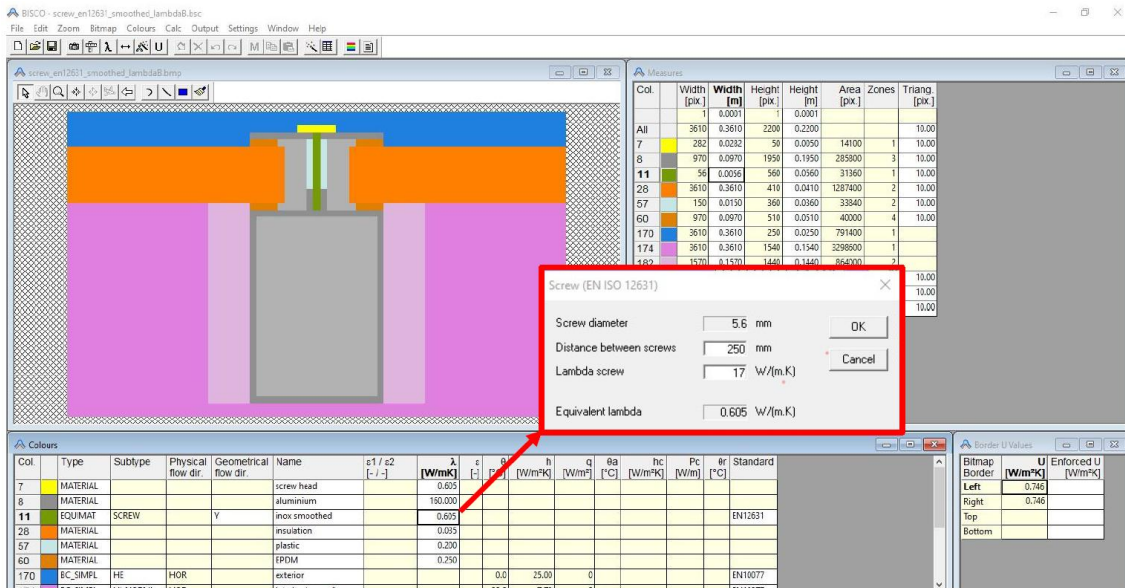 BISCO - screw_en12631_smoothed_lambdaB.bsc
File Edit Zoom Bitmap Colours Calc Output Settings Window Help
screw_en12631_smoothed_lambdaB.bmp
Measures
Col. Width [pix.] Width [m] Height [pix.] Height [m] Area [pix.] Zones Triang. [pix.]
1 0.0001 1 0.0001
All 3610 0.3610 2200 0.2200 10.00
7 282 0.0282 50 0.0050 14100 1 10.00
8 970 0.0970 1950 0.1950 285800 3 10.00
11 56 0.0056 560 0.0560 31360 1 10.00
28 3610 0.3610 410 0.0410 1287400 2 10.00
57 150 0.0150 360 0.0360 33840 2 10.00
60 970 0.0970 510 0.0510 40000 4 10.00
170 3610 0.3610 250 0.0250 791400 1
174 3610 0.3610 1540 0.1540 3298600 1
182 1570 0.1570 1440 0.1440 864000 2
10.00
10.00
10.00
Screw (EN ISO 12631)
Screw diameter 5.6 mm
OK
Distance between screws 250 mm
Cancel
Lambda screw 17 W/(m.K)
Equivalent lambda 0.605 W/(m.K)
Colours
Col. Type Subtype Physical flow dir. Geometrical flow dir. Name ε1 / ε2 [- / -] λ [W/mK] ε [-] θ [°C] h [W/m²K] q [W/m²] θa [°C] hc [W/m²K] Pc [W/m] θr [°C] Standard
7 MATERIAL screw head 0.605
8 MATERIAL aluminium 160.000
11 EQUIMAT SCREW Y inox smoothed 0.605 EN12631
28 MATERIAL insulation 0.035
57 MATERIAL plastic 0.200
60 MATERIAL EPDM 0.250
170 BC_SIMPL HE HOR exterior 0.0 25.00 0 EN10077
Border U Values
Bitmap Border U [W/m²K] Enforced U [W/m²K]
Left 0.746
Right 0.746
Top
Bottom